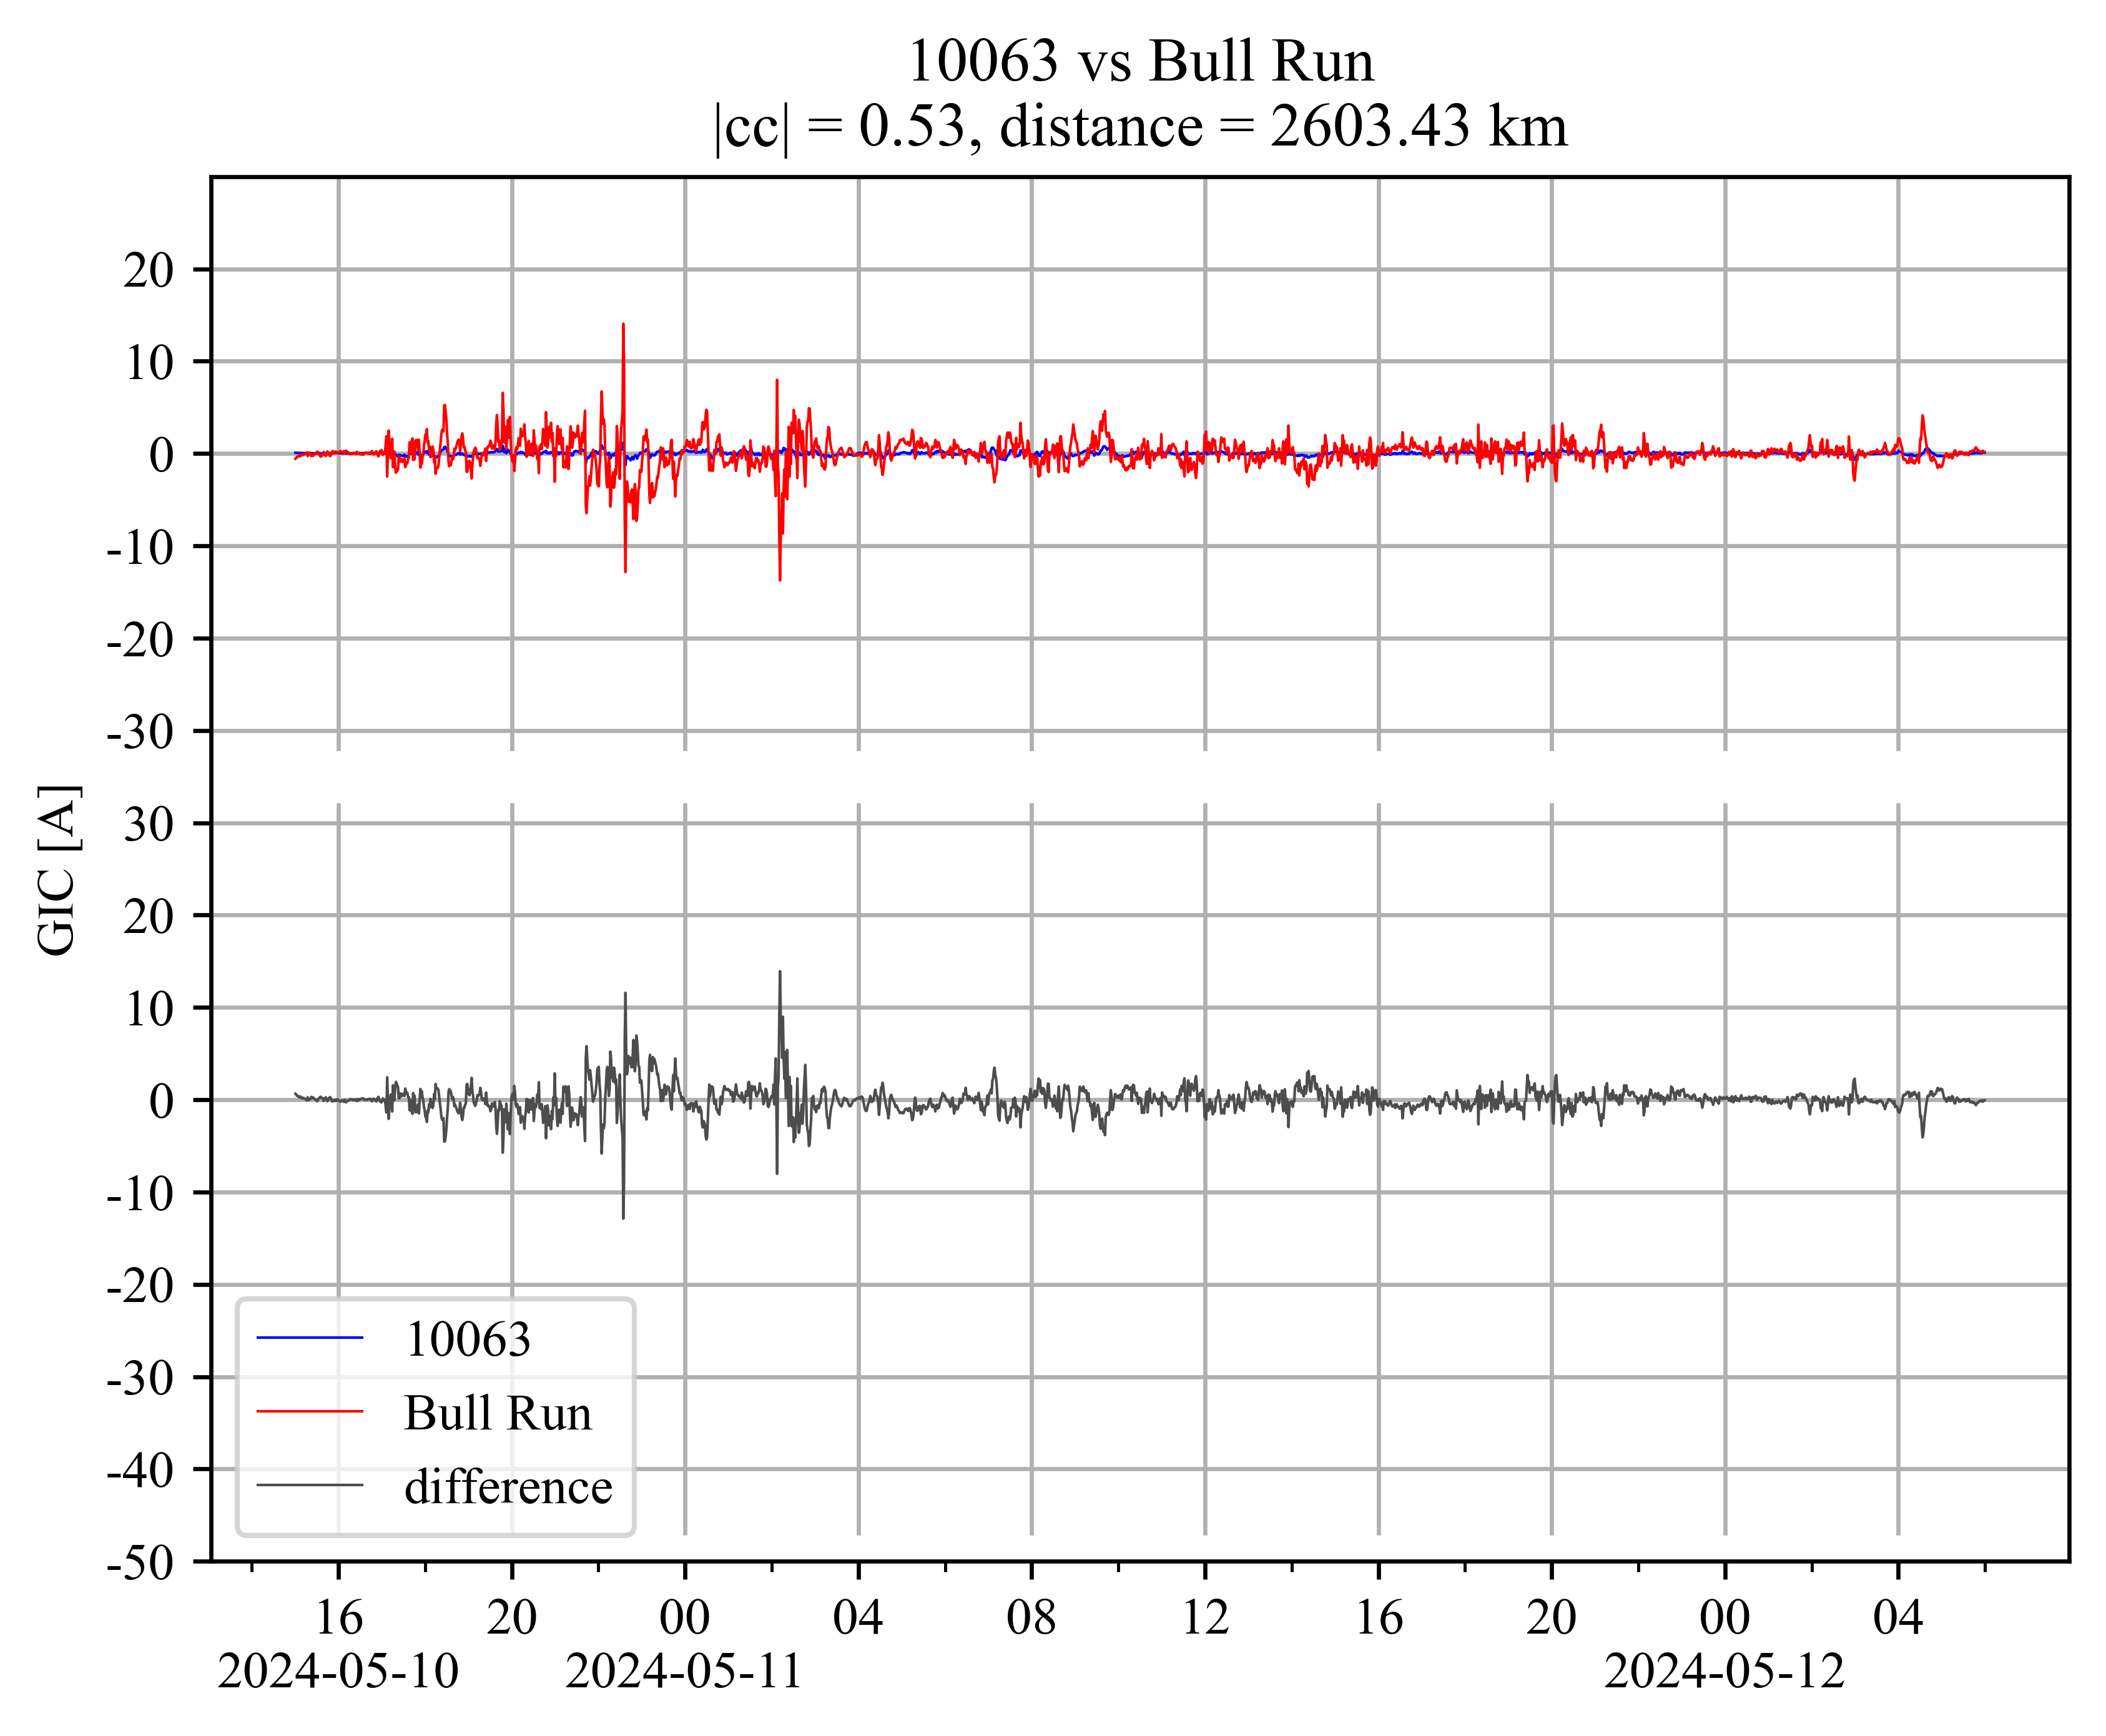 10063 vs Bull Run
|cc| = 0.53, distance = 2603.43 km
20
10
0
-10
-20
-30
GIC [A]
30
20
10
0
-10
-20
-30
-40
-50
10063
Bull Run
difference
16 20 00 04 08 12 16 20 00 04
2024-05-10 2024-05-11 2024-05-12